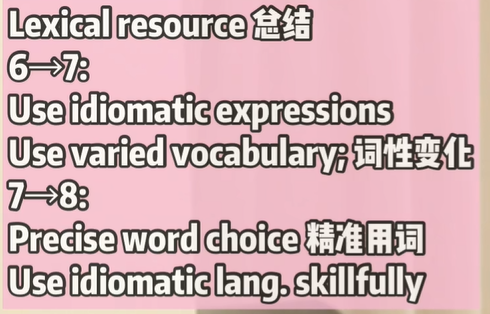 Lexical resource 总结
6→7:
Use idiomatic expressions
Use varied vocabulary; 词性变化
7→8:
Precise word choice 精准用词
Use idiomatic lang. skillfully